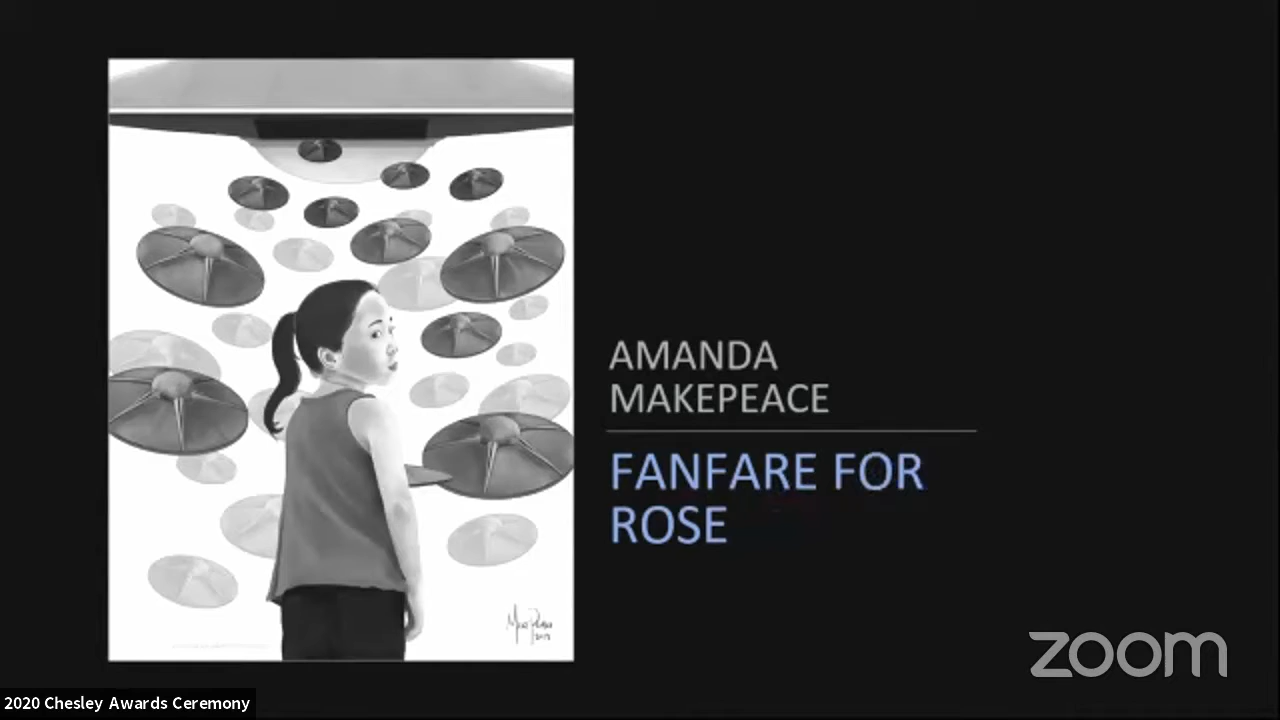 AMANDA
MAKEPEACE
FANFARE FOR
ROSE
zoom
2020 Chesley Awards Ceremony